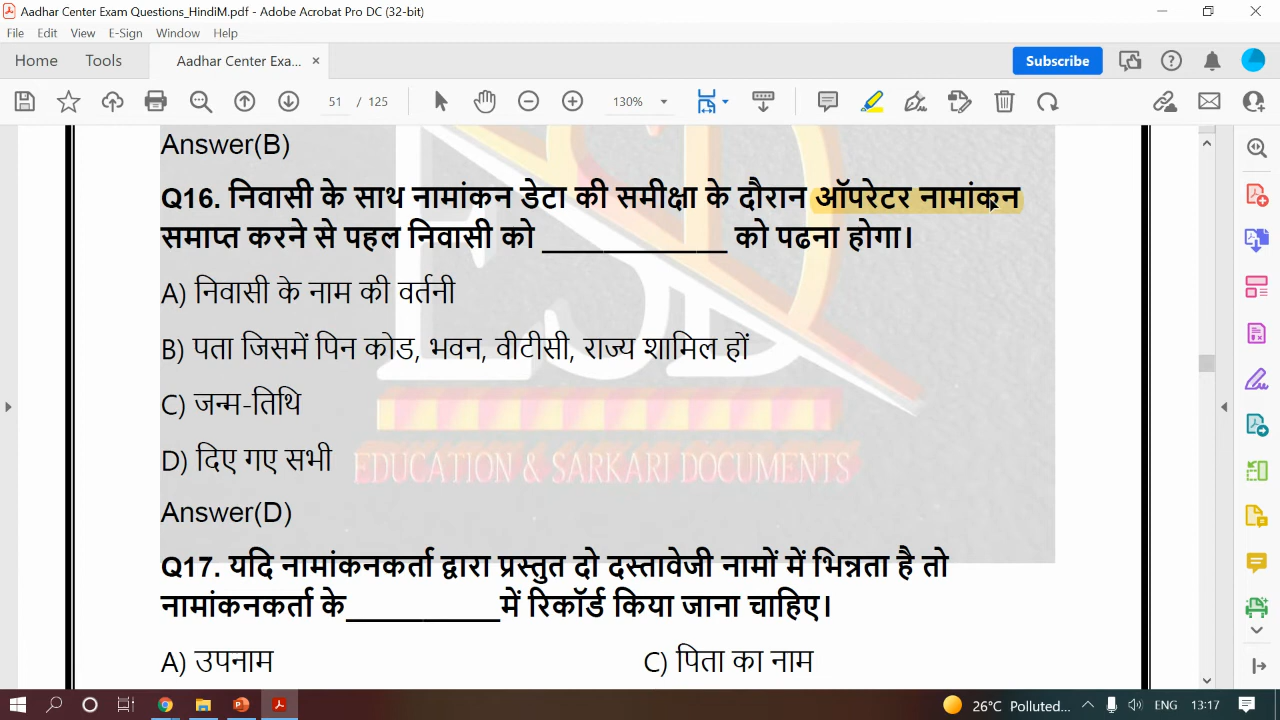 Aadhar Center Exam Questions_HindiM.pdf - Adobe Acrobat Pro DC (32-bit)
File Edit View E-Sign Window Help
Home Tools Aadhar Center Exa... × Subscribe
51 / 125 130%
Answer(B)
Q16. निवासी के साथ नामांकन डेटा की समीक्षा के दौरान ऑपरेटर नामांकन
समाप्त करने से पहल निवासी को ____________ को पढना होगा।
A) निवासी के नाम की वर्तनी
B) पता जिसमें पिन कोड, भवन, वीटीसी, राज्य शामिल हों
C) जन्म-तिथि
D) दिए गए सभी
EDUCATION & SARKARI DOCUMENTS
Answer(D)
Q17. यदि नामांकनकर्ता द्वारा प्रस्तुत दो दस्तावेजी नामों में भिन्नता है तो
नामांकनकर्ता के__________में रिकॉर्ड किया जाना चाहिए।
A) उपनाम C) पिता का नाम
26°C Polluted... ENG 13:17